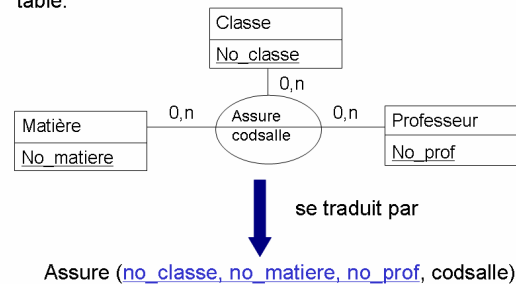 table.
Classe
No_classe
0,n
0,n
0,n
Matière
No_matiere
Assure
codsalle
Professeur
No_prof
se traduit par
Assure (no_classe, no_matiere, no_prof, codsalle)